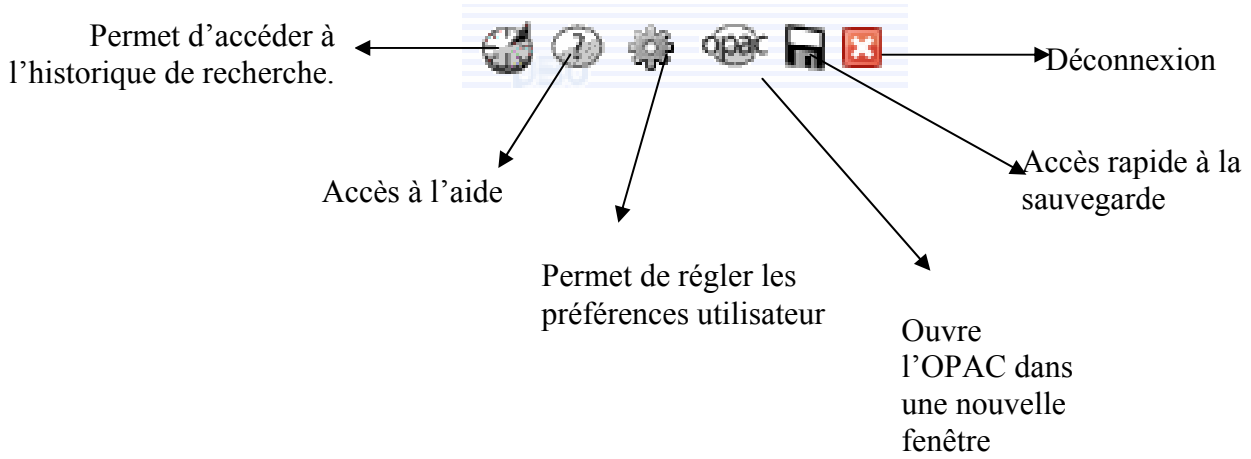 Permet d’accéder à
l’historique de recherche.
opac
Déconnexion
Accès à l’aide
Accès rapide à la
sauvegarde
Permet de régler les
préférences utilisateur
Ouvre
l’OPAC dans
une nouvelle
fenêtre